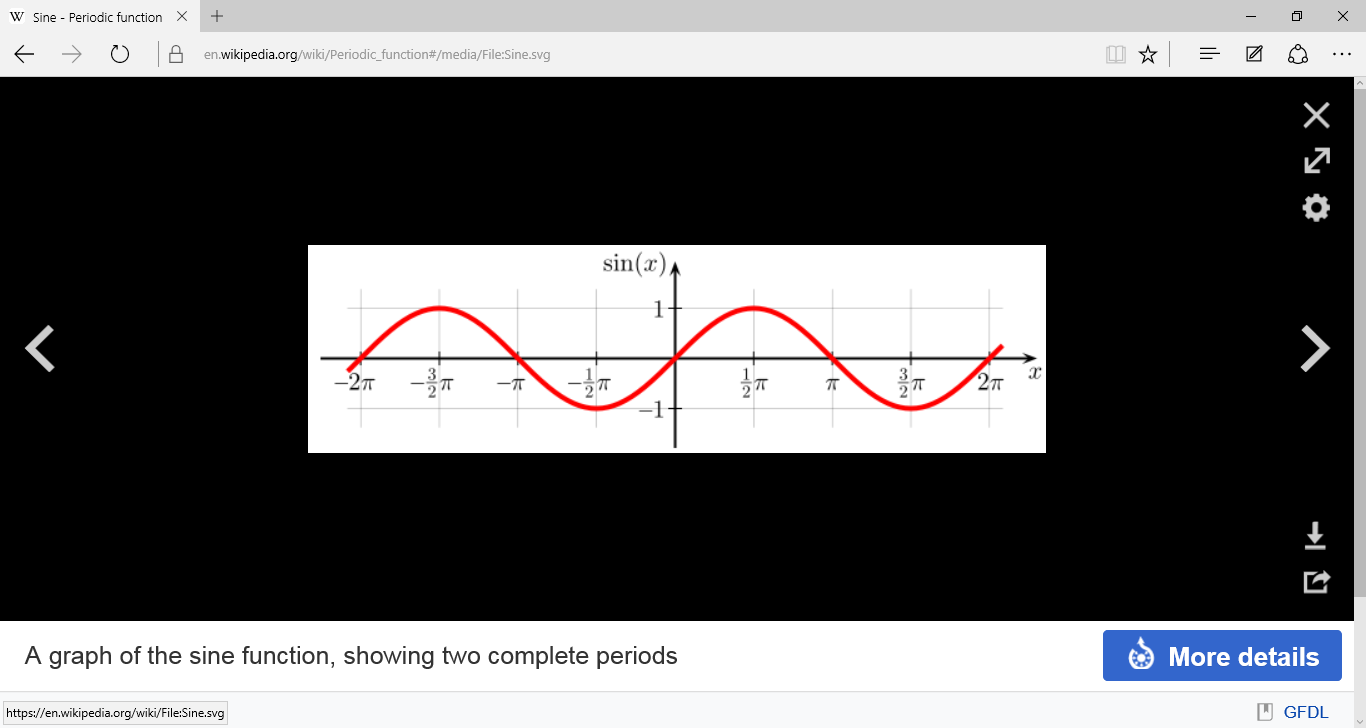 W Sine - Periodic function
en.wikipedia.org/wiki/Periodic_function#/media/File:Sine.svg
sin(x)
1
−2π −3/2π −π −1/2π 1/2π π 3/2π 2π x
−1
A graph of the sine function, showing two complete periods
More details
https://en.wikipedia.org/wiki/File:Sine.svg
GFDL